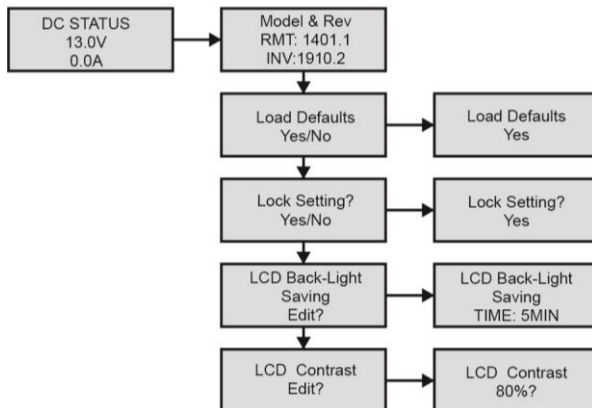 DC STATUS
13.0V
0.0A
Model & Rev
RMT: 1401.1
INV:1910.2
Load Defaults
Yes/No
Load Defaults
Yes
Lock Setting?
Yes/No
Lock Setting?
Yes
LCD Back-Light
Saving
Edit?
LCD Back-Light
Saving
TIME: 5MIN
LCD Contrast
Edit?
LCD Contrast
80%?